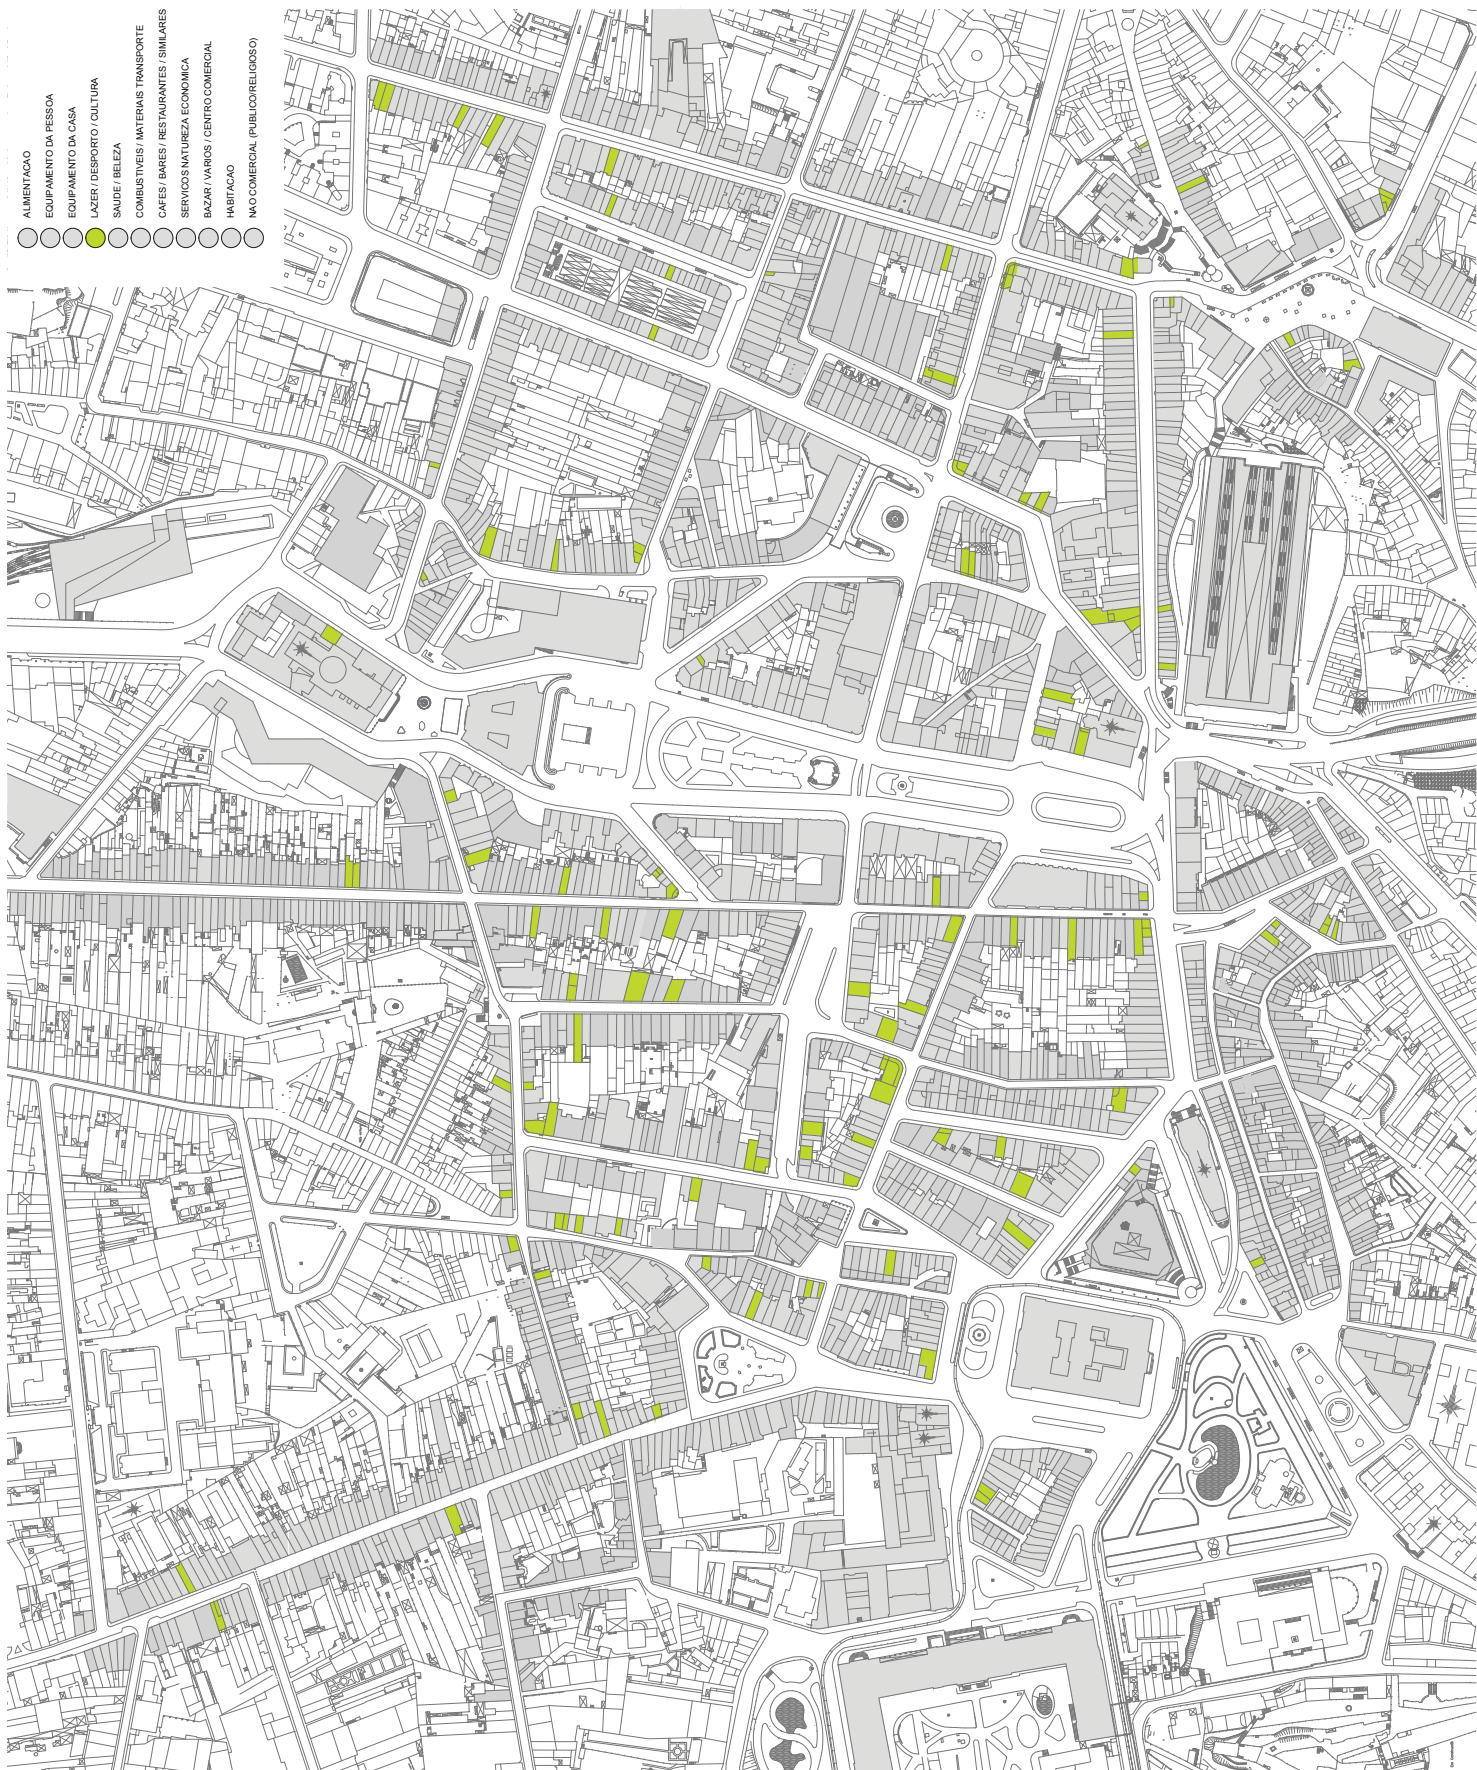 ALIMENTACAO
EQUIPAMENTO DA PESSOA
EQUIPAMENTO DA CASA
LAZER / DESPORTO / CULTURA
SAUDE / BELEZA
COMBUSTIVEIS / MATERIAIS TRANSPORTE
CAFES / BARES / RESTAURANTES / SIMILARES
SERVICOS NATUREZA ECONOMICA
BAZAR / VARIOS / CENTRO COMERCIAL
HABITACAO
NAO COMERCIAL (PUBLICO/RELIGIOSO)